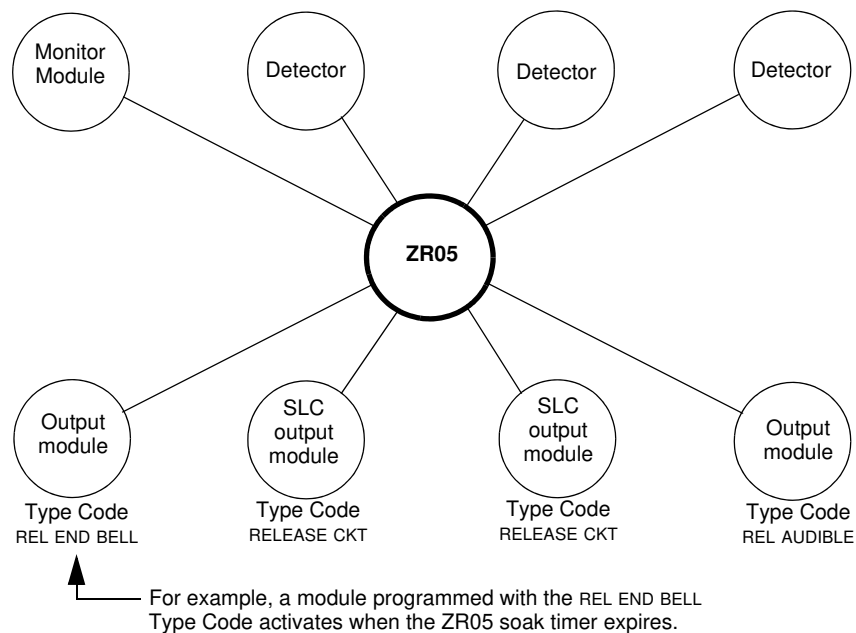 Monitor
Module
Detector
Detector
Detector
ZR05
Output
module
SLC
output
module
SLC
output
module
Output
module
Type Code
REL END BELL
Type Code
RELEASE CKT
Type Code
RELEASE CKT
Type Code
REL AUDIBLE
For example, a module programmed with the REL END BELL
Type Code activates when the ZR05 soak timer expires.